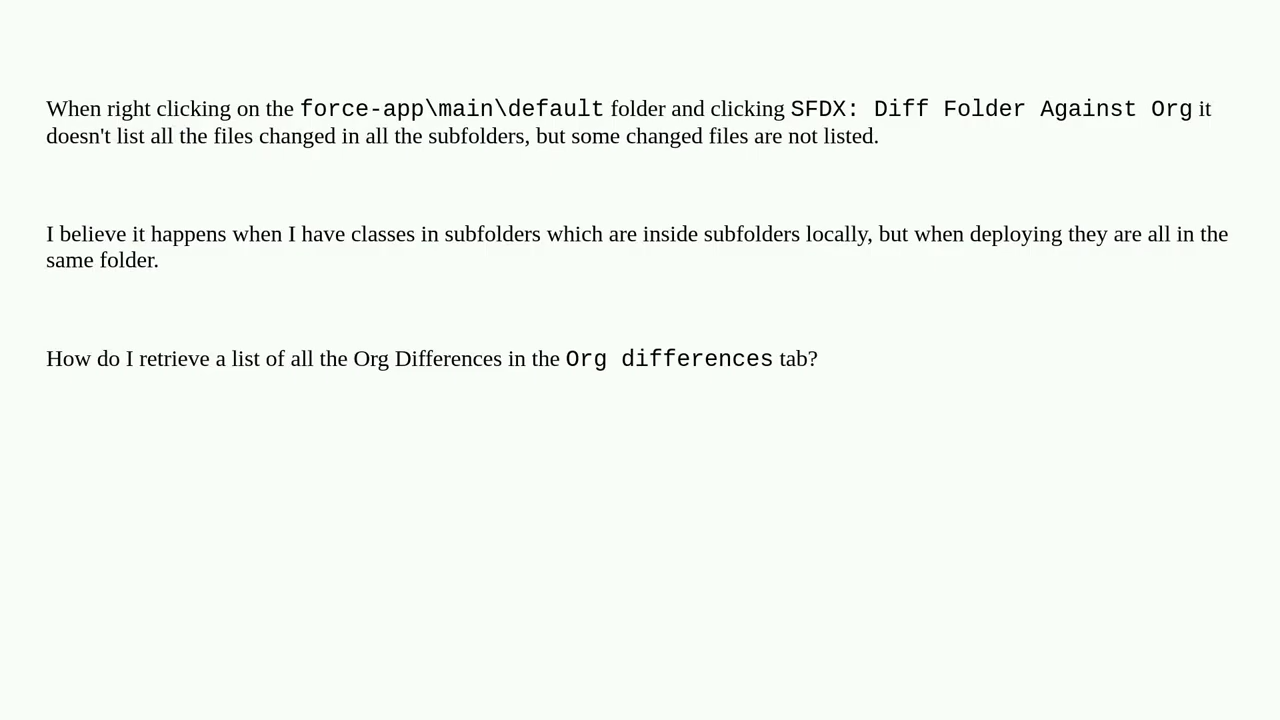 When right clicking on the force-app\main\default folder and clicking SFDX: Diff Folder Against Org it
doesn't list all the files changed in all the subfolders, but some changed files are not listed.
I believe it happens when I have classes in subfolders which are inside subfolders locally, but when deploying they are all in the
same folder.
How do I retrieve a list of all the Org Differences in the Org differences tab?